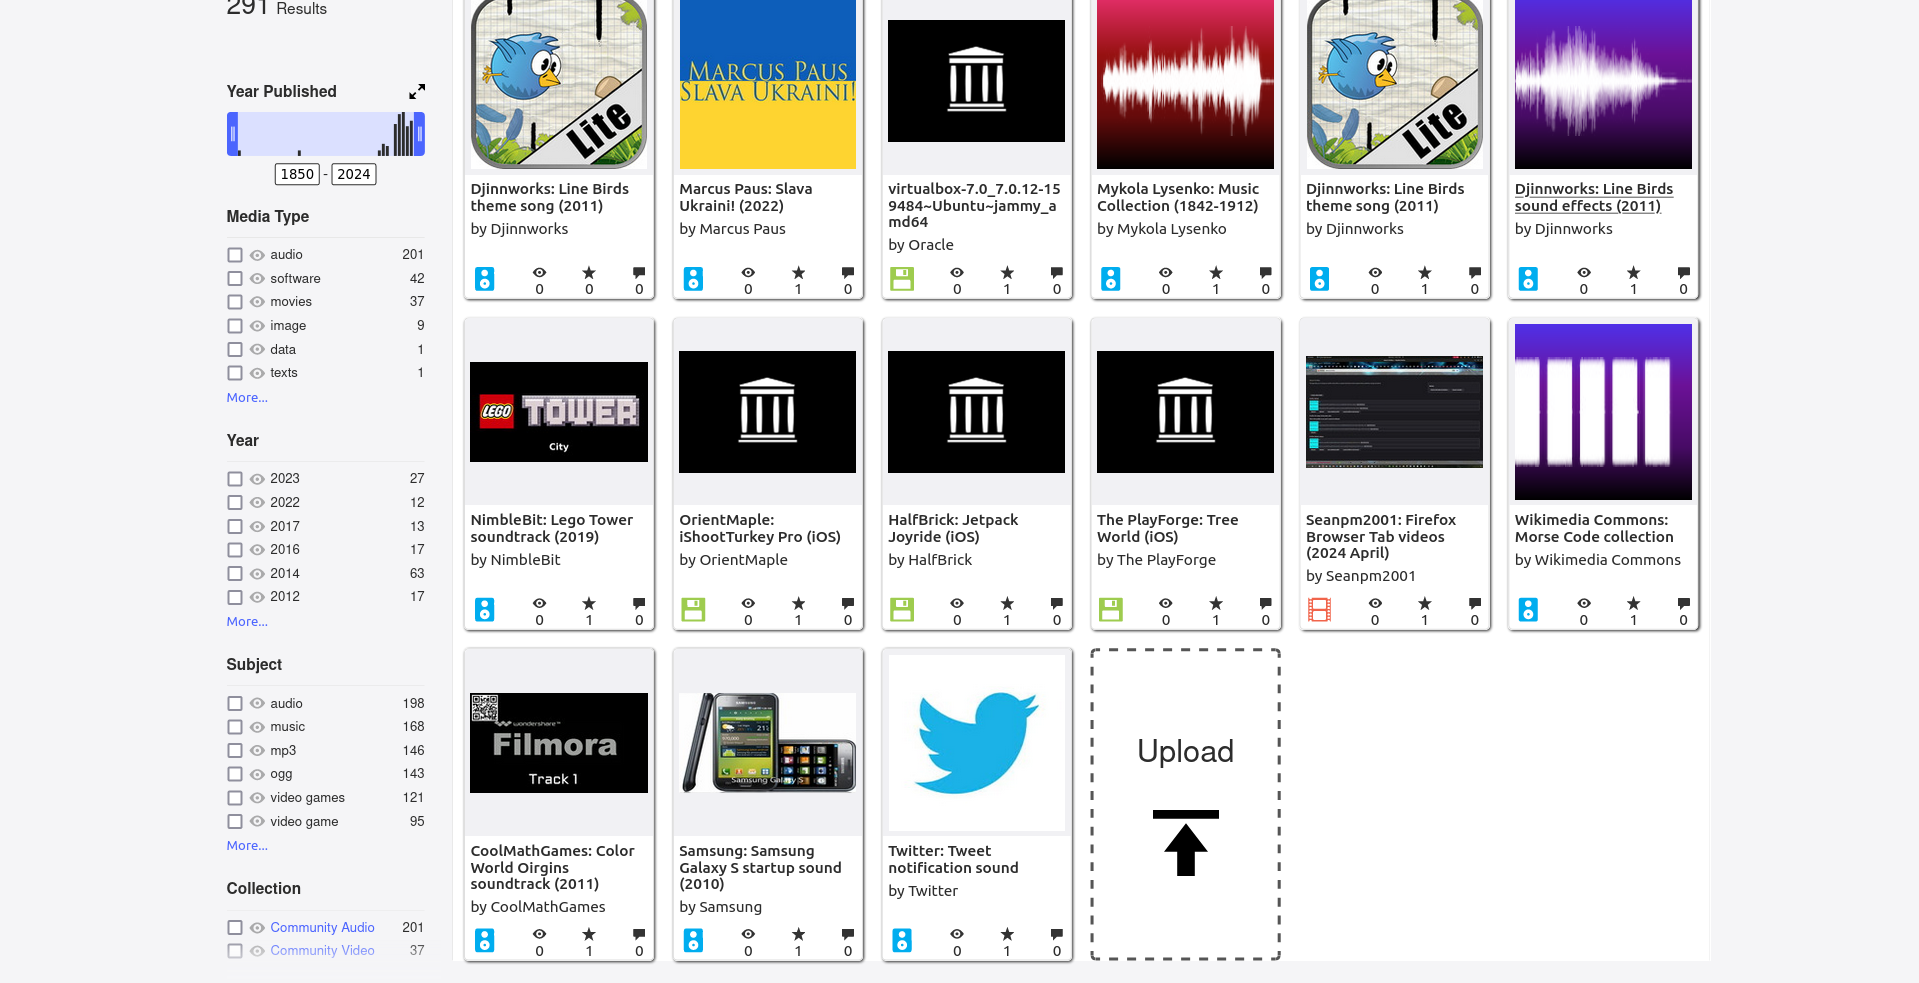 291 Results
Year Published
1850 - 2024
Media Type
audio 201
software 42
movies 37
image 9
data 1
texts 1
More...
Year
2023 27
2022 12
2017 13
2016 17
2014 63
2012 17
More...
Subject
audio 198
music 168
mp3 146
ogg 143
video games 121
video game 95
More...
Collection
Community Audio 201
Community Video 37
Lite
Djinnworks: Line Birds
theme song (2011)
by Djinnworks
0 0 0
MARCUS PAUS
SLAVA UKRAINI!
Marcus Paus: Slava
Ukraini! (2022)
by Marcus Paus
0 1 0
virtualbox-7.0_7.0.12-15
9484~Ubuntu~jammy_a
md64
by Oracle
0 1 0
Mykola Lysenko: Music
Collection (1842-1912)
by Mykola Lysenko
0 1 0
Lite
Djinnworks: Line Birds
theme song (2011)
by Djinnworks
0 1 0
Djinnworks: Line Birds
sound effects (2011)
by Djinnworks
0 1 0
LEGO TOWER
City
NimbleBit: Lego Tower
soundtrack (2019)
by NimbleBit
0 1 0
OrientMaple:
iShootTurkey Pro (iOS)
by OrientMaple
0 1 0
HalfBrick: Jetpack
Joyride (iOS)
by HalfBrick
0 1 0
The PlayForge: Tree
World (iOS)
by The PlayForge
0 1 0
Seanpm2001: Firefox
Browser Tab videos
(2024 April)
by Seanpm2001
0 1 0
Wikimedia Commons:
Morse Code collection
by Wikimedia Commons
0 1 0
wondershare™
Filmora
Track 1
CoolMathGames: Color
World Oirgins
soundtrack (2011)
by CoolMathGames
0 1 0
SAMSUNG
Samsung Galaxy S
Samsung: Samsung
Galaxy S startup sound
(2010)
by Samsung
0 1 0
Twitter: Tweet
notification sound
by Twitter
0 1 0
Upload